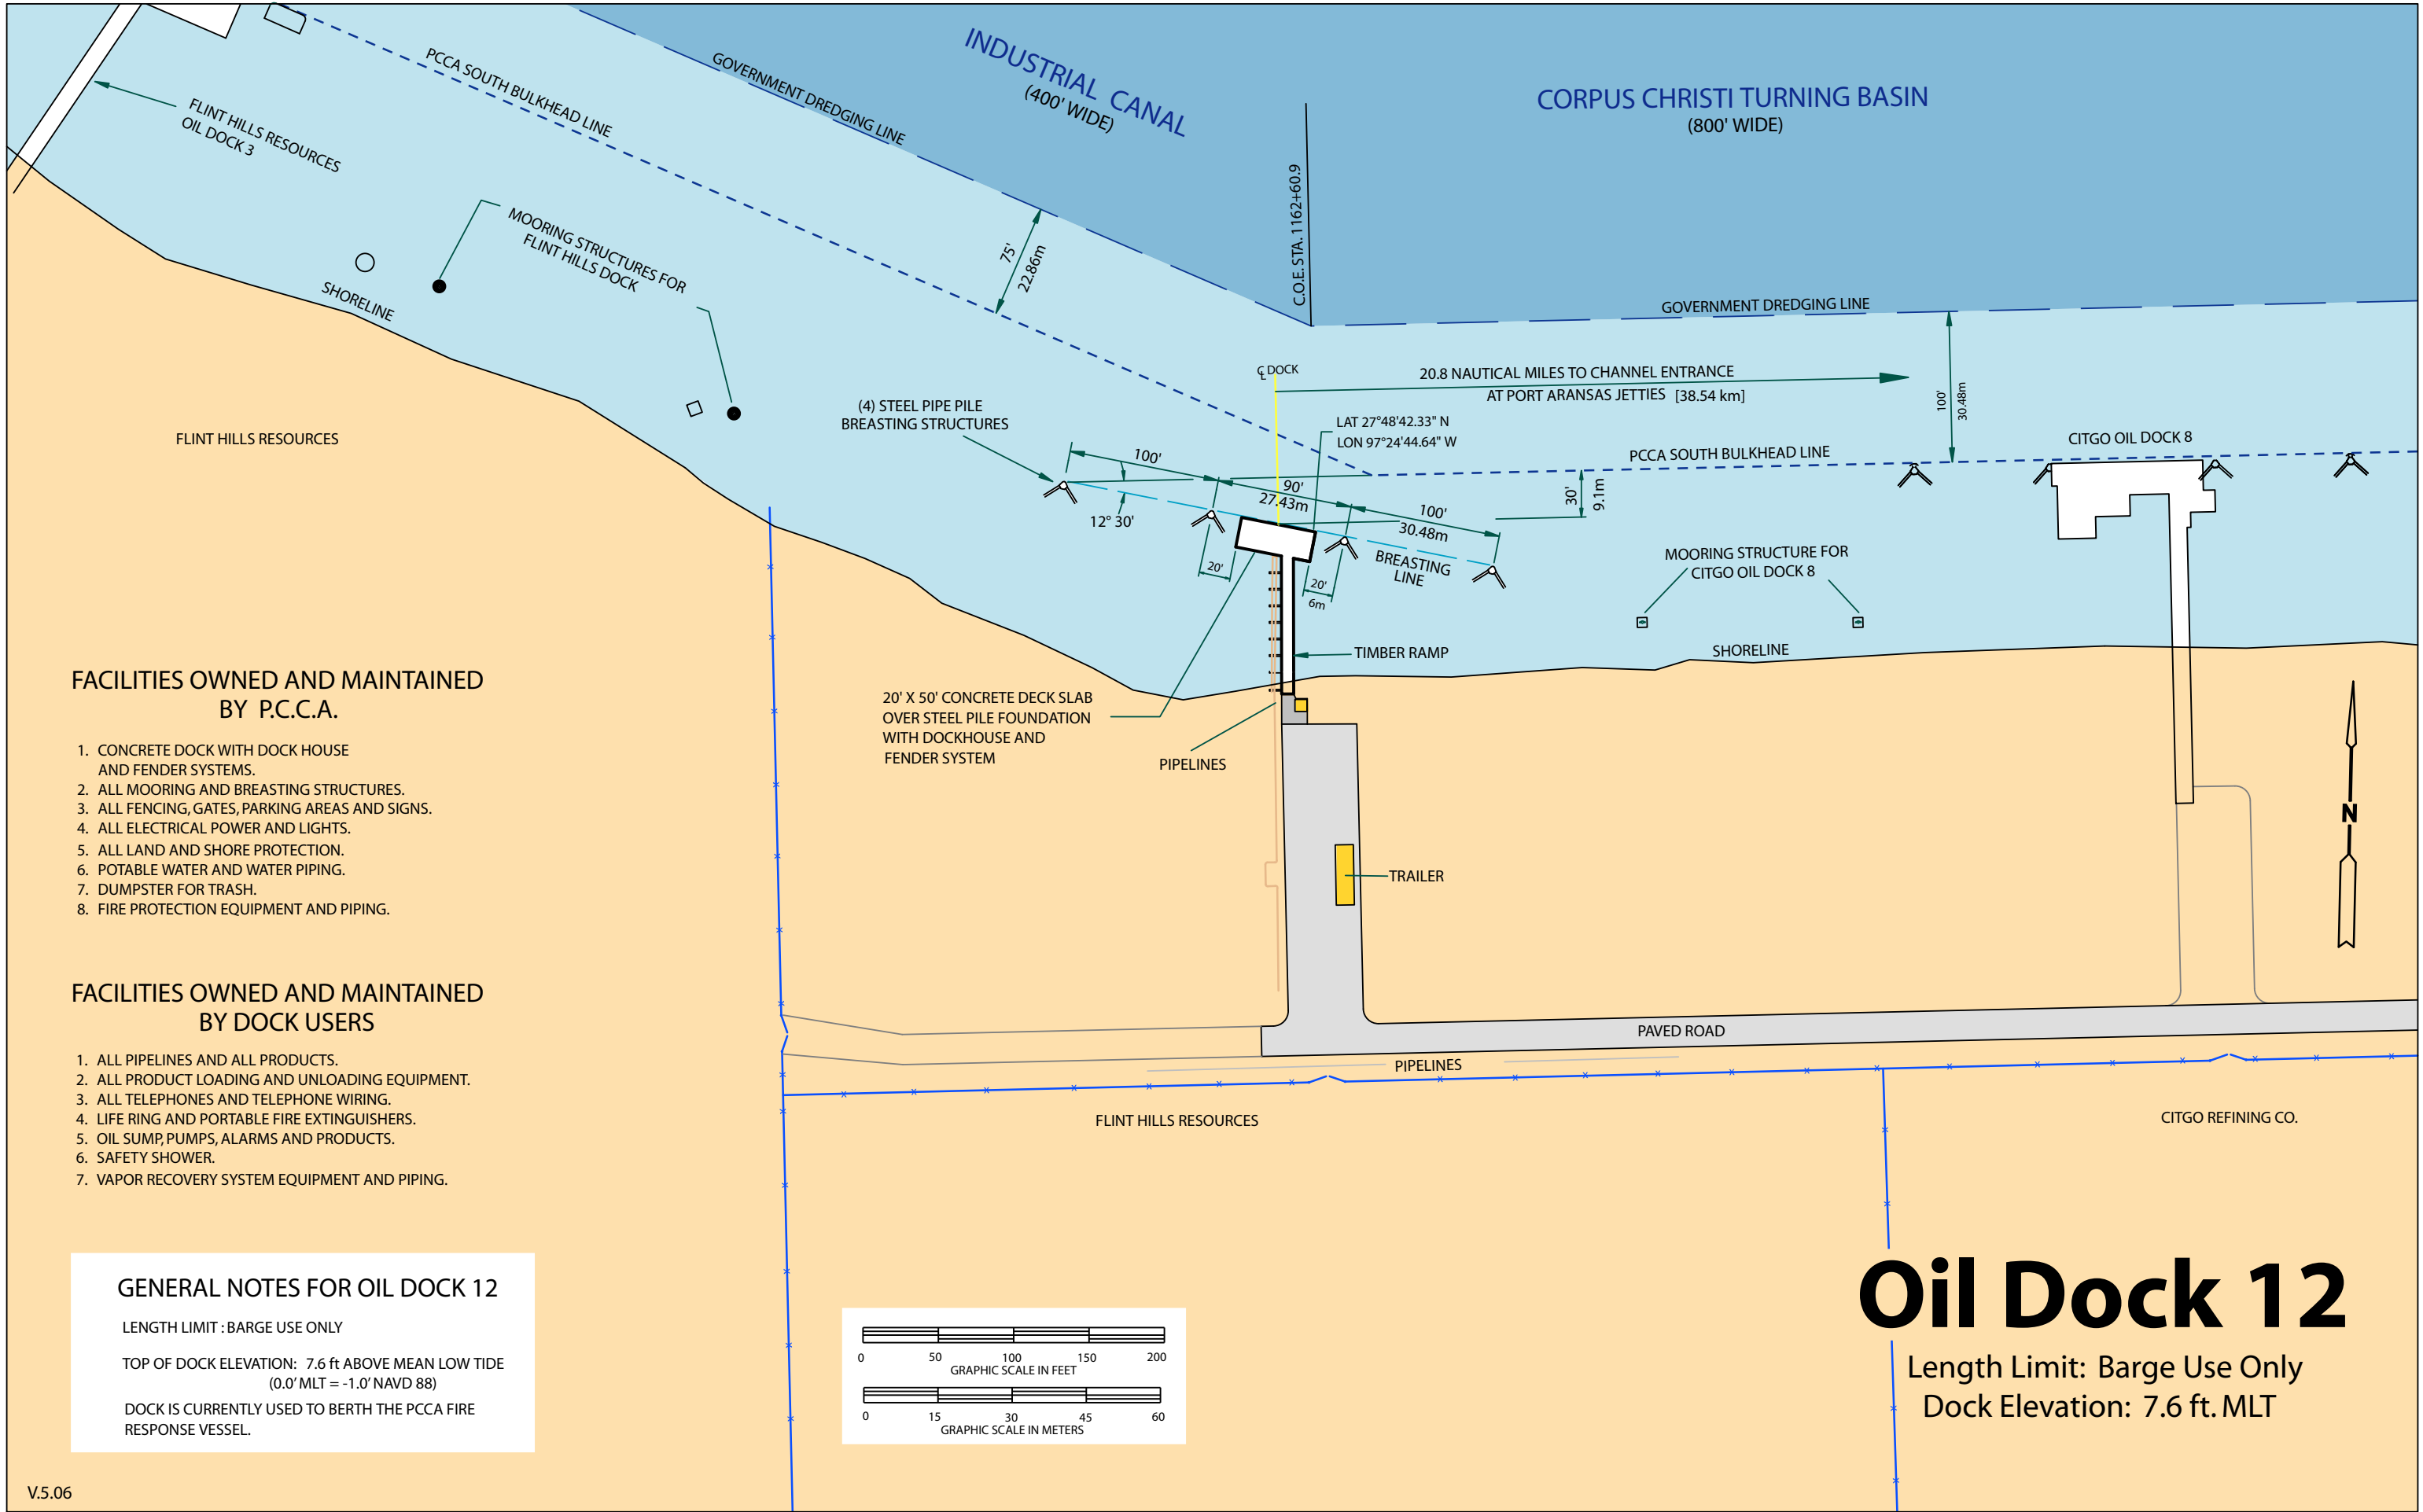 INDUSTRIAL CANAL
(400' WIDE)
CORPUS CHRISTI TURNING BASIN
(800' WIDE)
PCCA SOUTH BULKHEAD LINE
GOVERNMENT DREDGING LINE
FLINT HILLS RESOURCES
OIL DOCK 3
MOORING STRUCTURES FOR
FLINT HILLS DOCK
SHORELINE
75'
22.86m
C.O.E. STA. 1162+60.9
GOVERNMENT DREDGING LINE
℄ DOCK
20.8 NAUTICAL MILES TO CHANNEL ENTRANCE
AT PORT ARANSAS JETTIES [38.54 km]
100'
30.48m
(4) STEEL PIPE PILE
BREASTING STRUCTURES
LAT 27°48'42.33" N
LON 97°24'44.64" W
FLINT HILLS RESOURCES
PCCA SOUTH BULKHEAD LINE
CITGO OIL DOCK 8
100'
90'
27.43m
100'
30.48m
30'
9.1m
12° 30'
20'
20'
6m
BREASTING
LINE
MOORING STRUCTURE FOR
CITGO OIL DOCK 8
TIMBER RAMP
SHORELINE
20' X 50' CONCRETE DECK SLAB
OVER STEEL PILE FOUNDATION
WITH DOCKHOUSE AND
FENDER SYSTEM
PIPELINES
TRAILER
N
PAVED ROAD
PIPELINES
FLINT HILLS RESOURCES
CITGO REFINING CO.
FACILITIES OWNED AND MAINTAINED
BY P.C.C.A.
1. CONCRETE DOCK WITH DOCK HOUSE
AND FENDER SYSTEMS.
2. ALL MOORING AND BREASTING STRUCTURES.
3. ALL FENCING, GATES, PARKING AREAS AND SIGNS.
4. ALL ELECTRICAL POWER AND LIGHTS.
5. ALL LAND AND SHORE PROTECTION.
6. POTABLE WATER AND WATER PIPING.
7. DUMPSTER FOR TRASH.
8. FIRE PROTECTION EQUIPMENT AND PIPING.
FACILITIES OWNED AND MAINTAINED
BY DOCK USERS
1. ALL PIPELINES AND ALL PRODUCTS.
2. ALL PRODUCT LOADING AND UNLOADING EQUIPMENT.
3. ALL TELEPHONES AND TELEPHONE WIRING.
4. LIFE RING AND PORTABLE FIRE EXTINGUISHERS.
5. OIL SUMP, PUMPS, ALARMS AND PRODUCTS.
6. SAFETY SHOWER.
7. VAPOR RECOVERY SYSTEM EQUIPMENT AND PIPING.
GENERAL NOTES FOR OIL DOCK 12
LENGTH LIMIT : BARGE USE ONLY
TOP OF DOCK ELEVATION: 7.6 ft ABOVE MEAN LOW TIDE
(0.0' MLT = -1.0' NAVD 88)
DOCK IS CURRENTLY USED TO BERTH THE PCCA FIRE
RESPONSE VESSEL.
0 50 100 150 200
GRAPHIC SCALE IN FEET
0 15 30 45 60
GRAPHIC SCALE IN METERS
Oil Dock 12
Length Limit: Barge Use Only
Dock Elevation: 7.6 ft. MLT
V.5.06